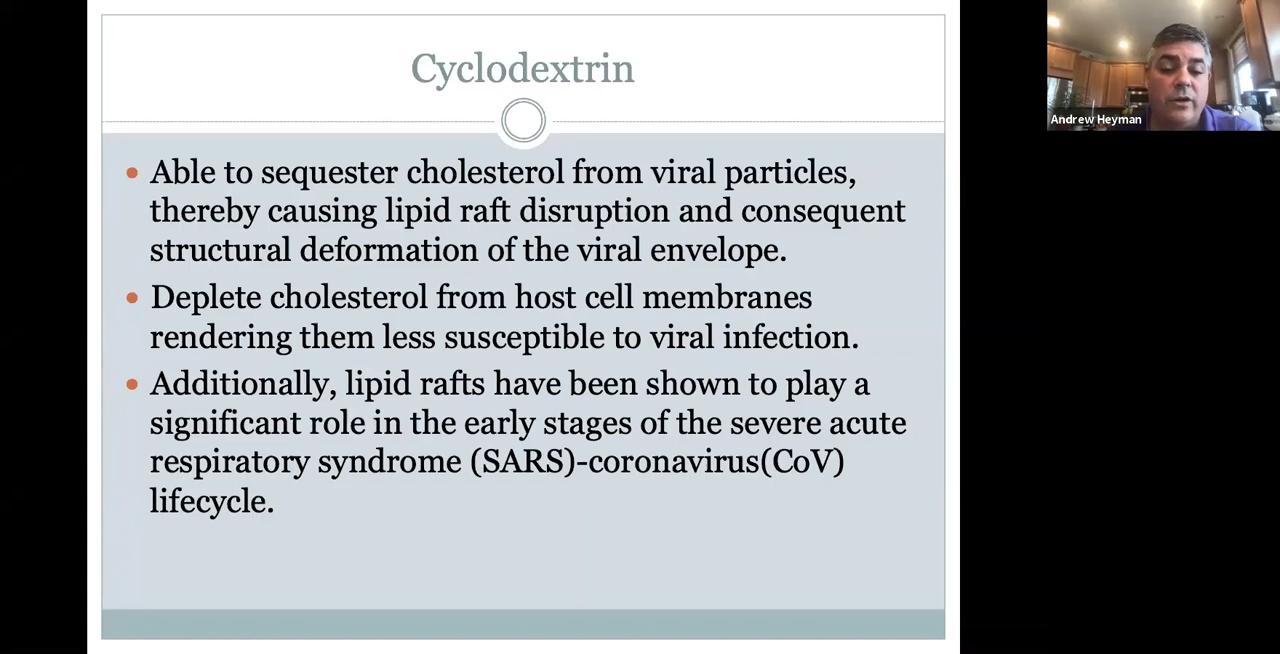 Cyclodextrin
Andrew Heyman
Able to sequester cholesterol from viral particles,
thereby causing lipid raft disruption and consequent
structural deformation of the viral envelope.
Deplete cholesterol from host cell membranes
rendering them less susceptible to viral infection.
Additionally, lipid rafts have been shown to play a
significant role in the early stages of the severe acute
respiratory syndrome (SARS)-coronavirus(CoV)
lifecycle.